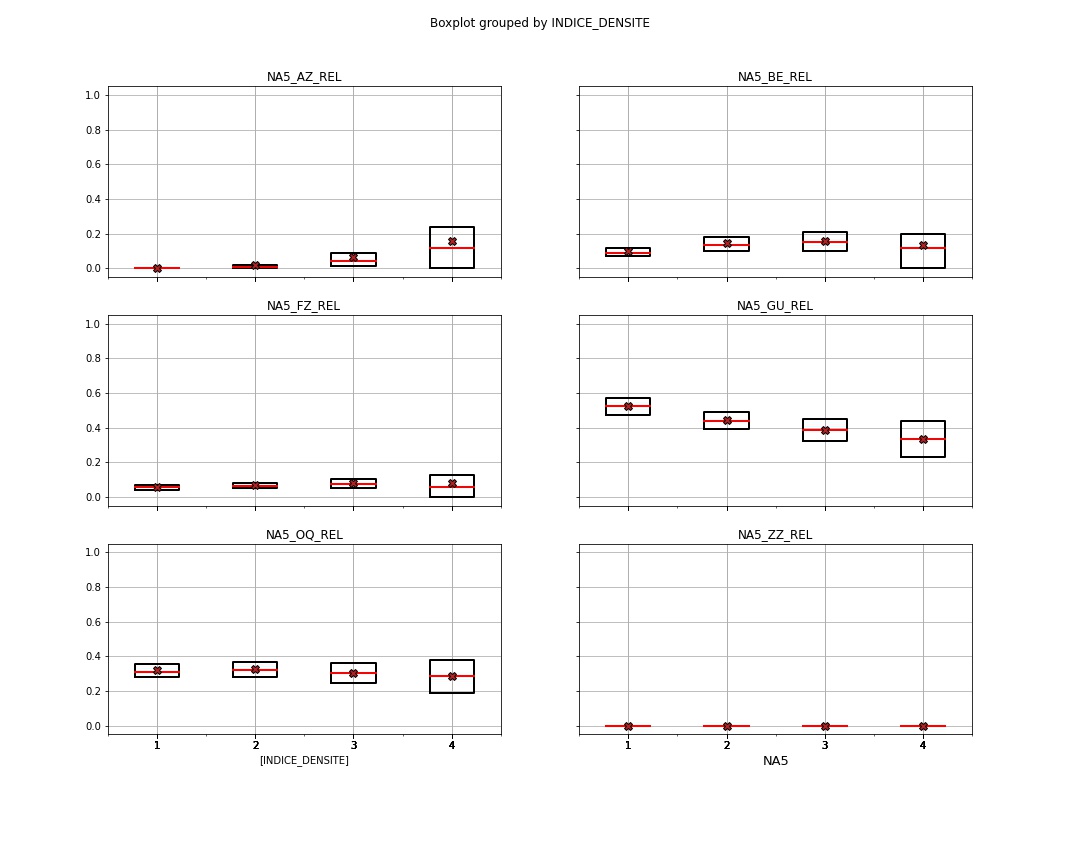 Boxplot grouped by INDICE_DENSITE
NA5_AZ_REL
NA5_BE_REL
1.0
0.8
0.6
0.4
0.2
0.0
NA5_FZ_REL
NA5_GU_REL
1.0
0.8
0.6
0.4
0.2
0.0
NA5_OQ_REL
NA5_ZZ_REL
1.0
0.8
0.6
0.4
0.2
0.0
1 2 3 4
1 2 3 4
[INDICE_DENSITE]
NA5